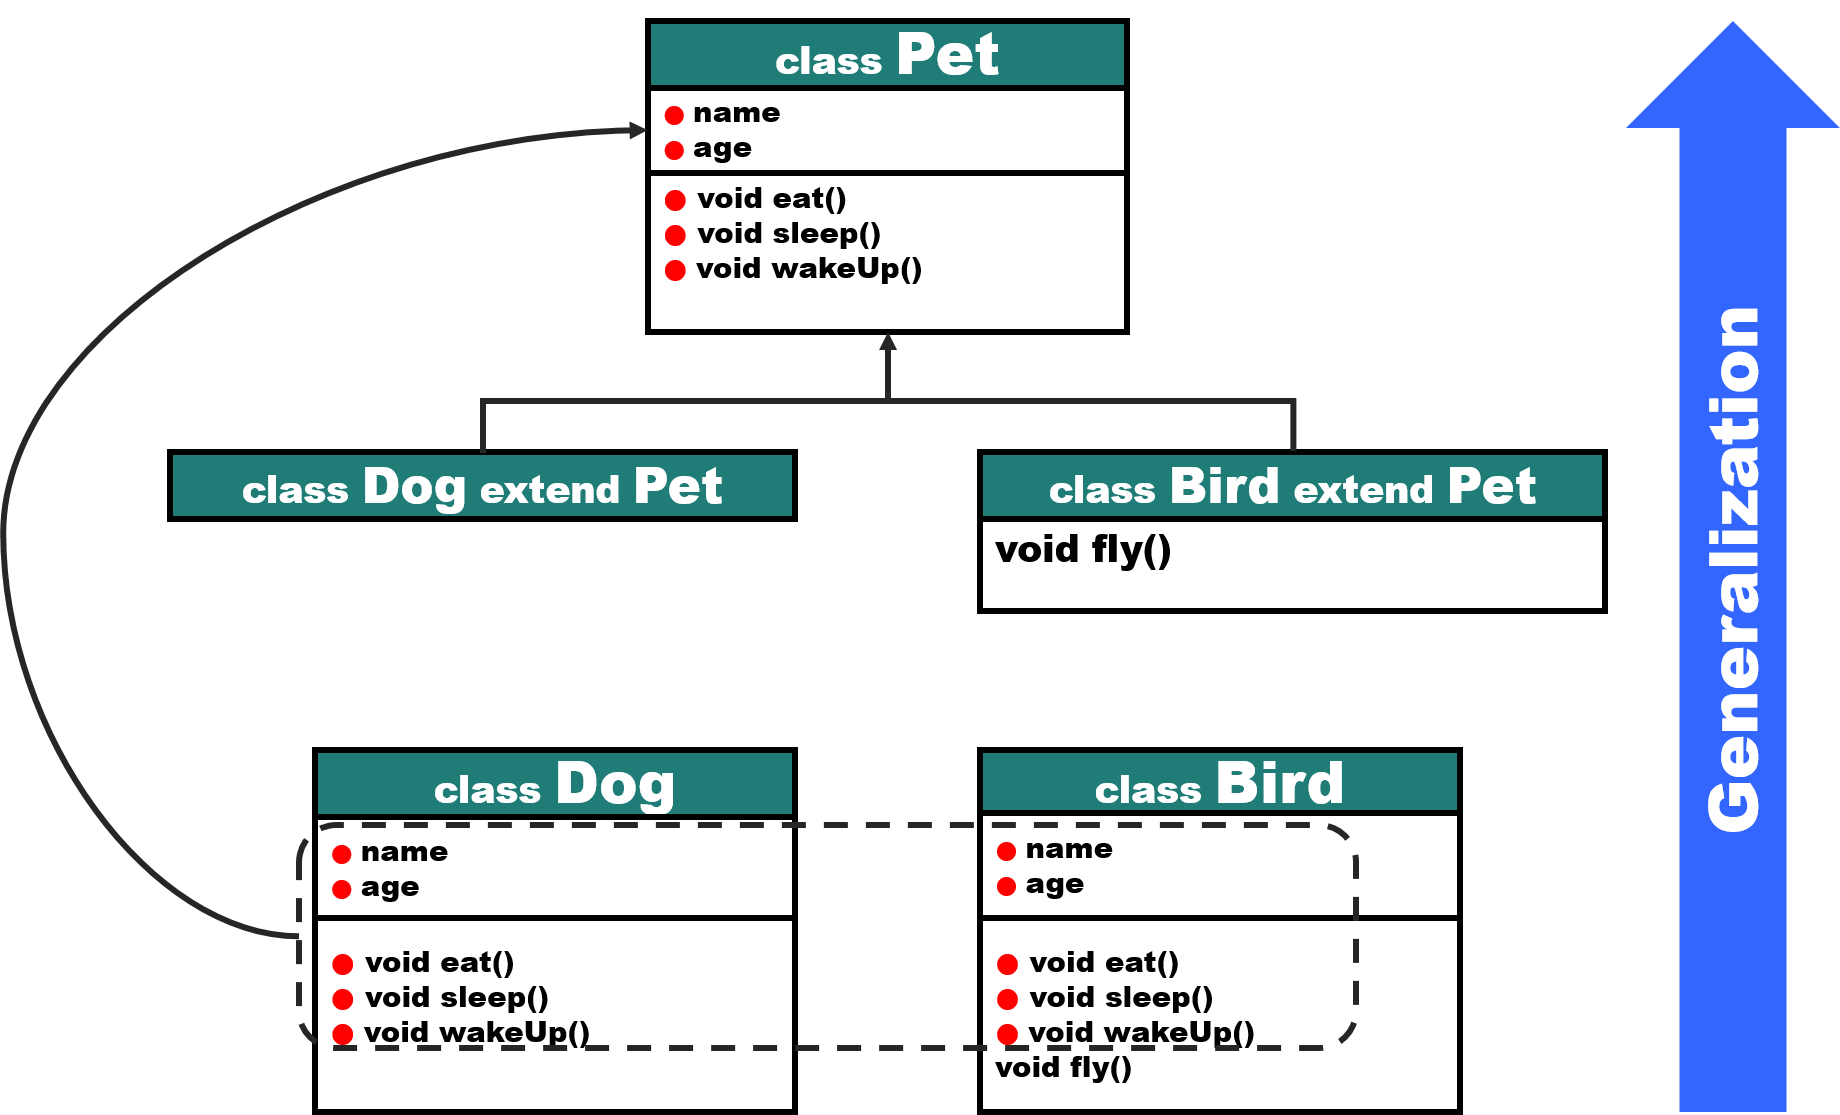 class Pet
name
age
void eat()
void sleep()
void wakeUp()
class Dog extend Pet
class Bird extend Pet
void fly()
class Dog
name
age
void eat()
void sleep()
void wakeUp()
class Bird
name
age
void eat()
void sleep()
void wakeUp()
void fly()
Generalization